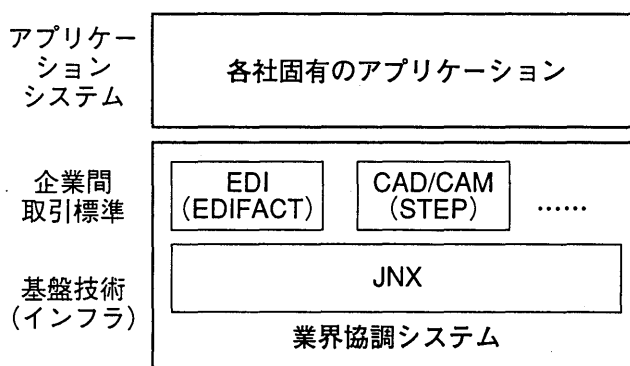 アプリケー
ション
システム
各社固有のアプリケーション
企業間
取引標準
EDI
(EDIFACT)
CAD/CAM
(STEP)
……
基盤技術
(インフラ)
JNX
業界協調システム